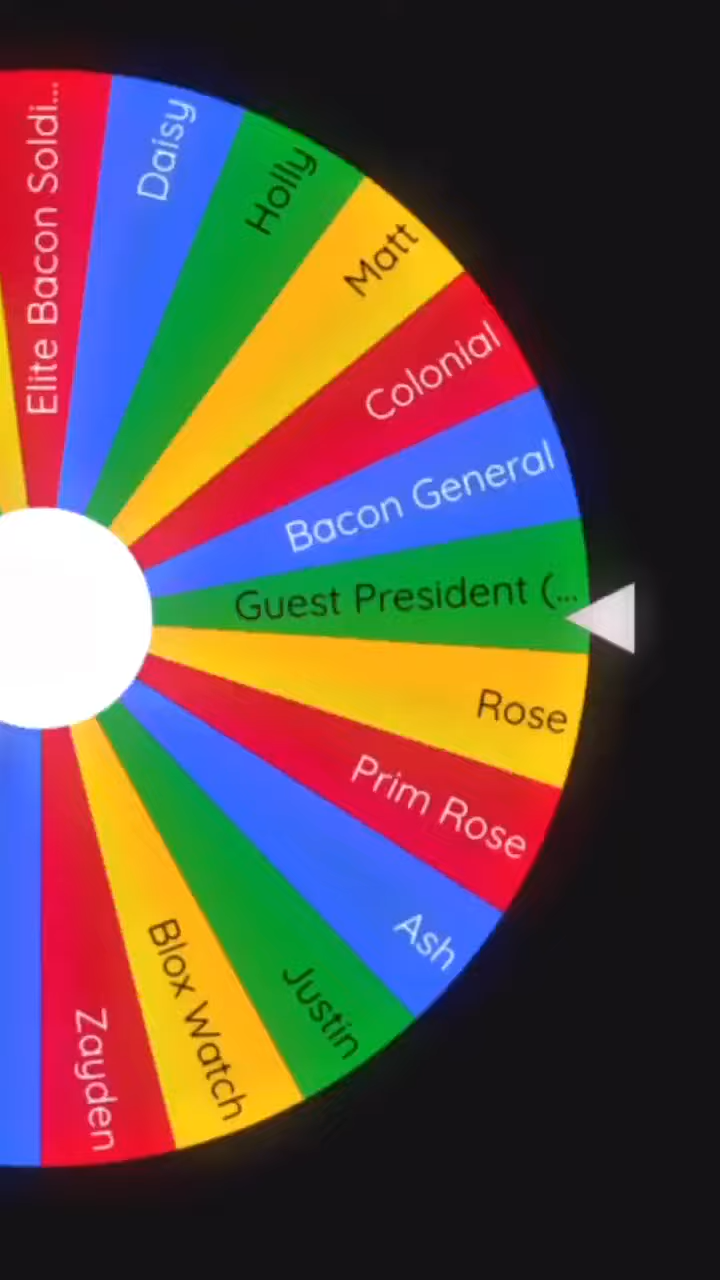 Elite Bacon Soldi...
Daisy
Holly
Matt
Colonial
Bacon General
Guest President (...
Rose
Prim Rose
Ash
Justin
Blox Watch
Zayden